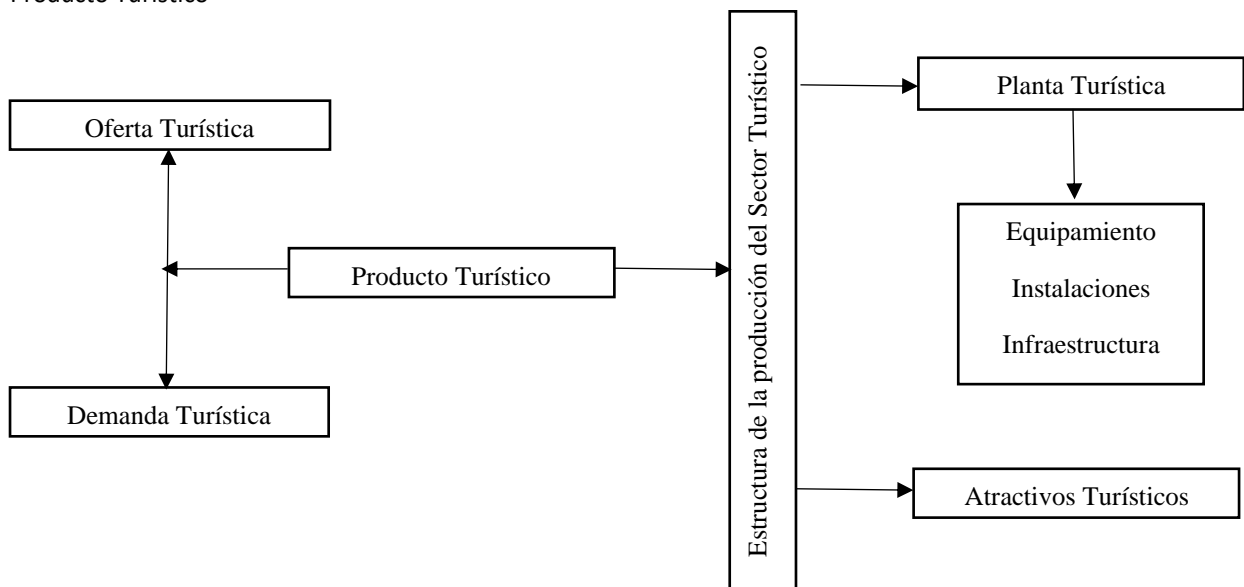 Producto Turístico
Oferta Turística
Demanda Turística
Producto Turístico
Estructura de la producción del Sector Turístico
Planta Turística
Equipamiento
Instalaciones
Infraestructura
Atractivos Turísticos